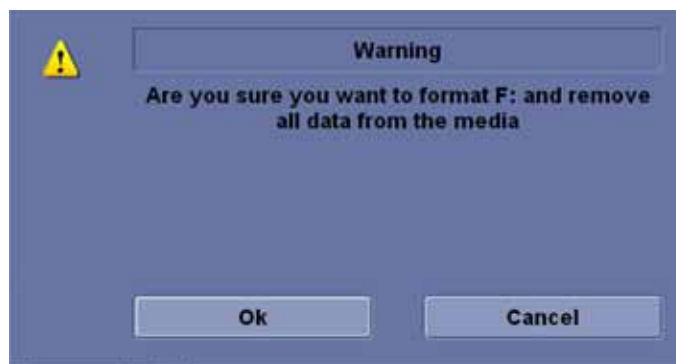 Warning
Are you sure you want to format F: and remove
all data from the media
Ok
Cancel